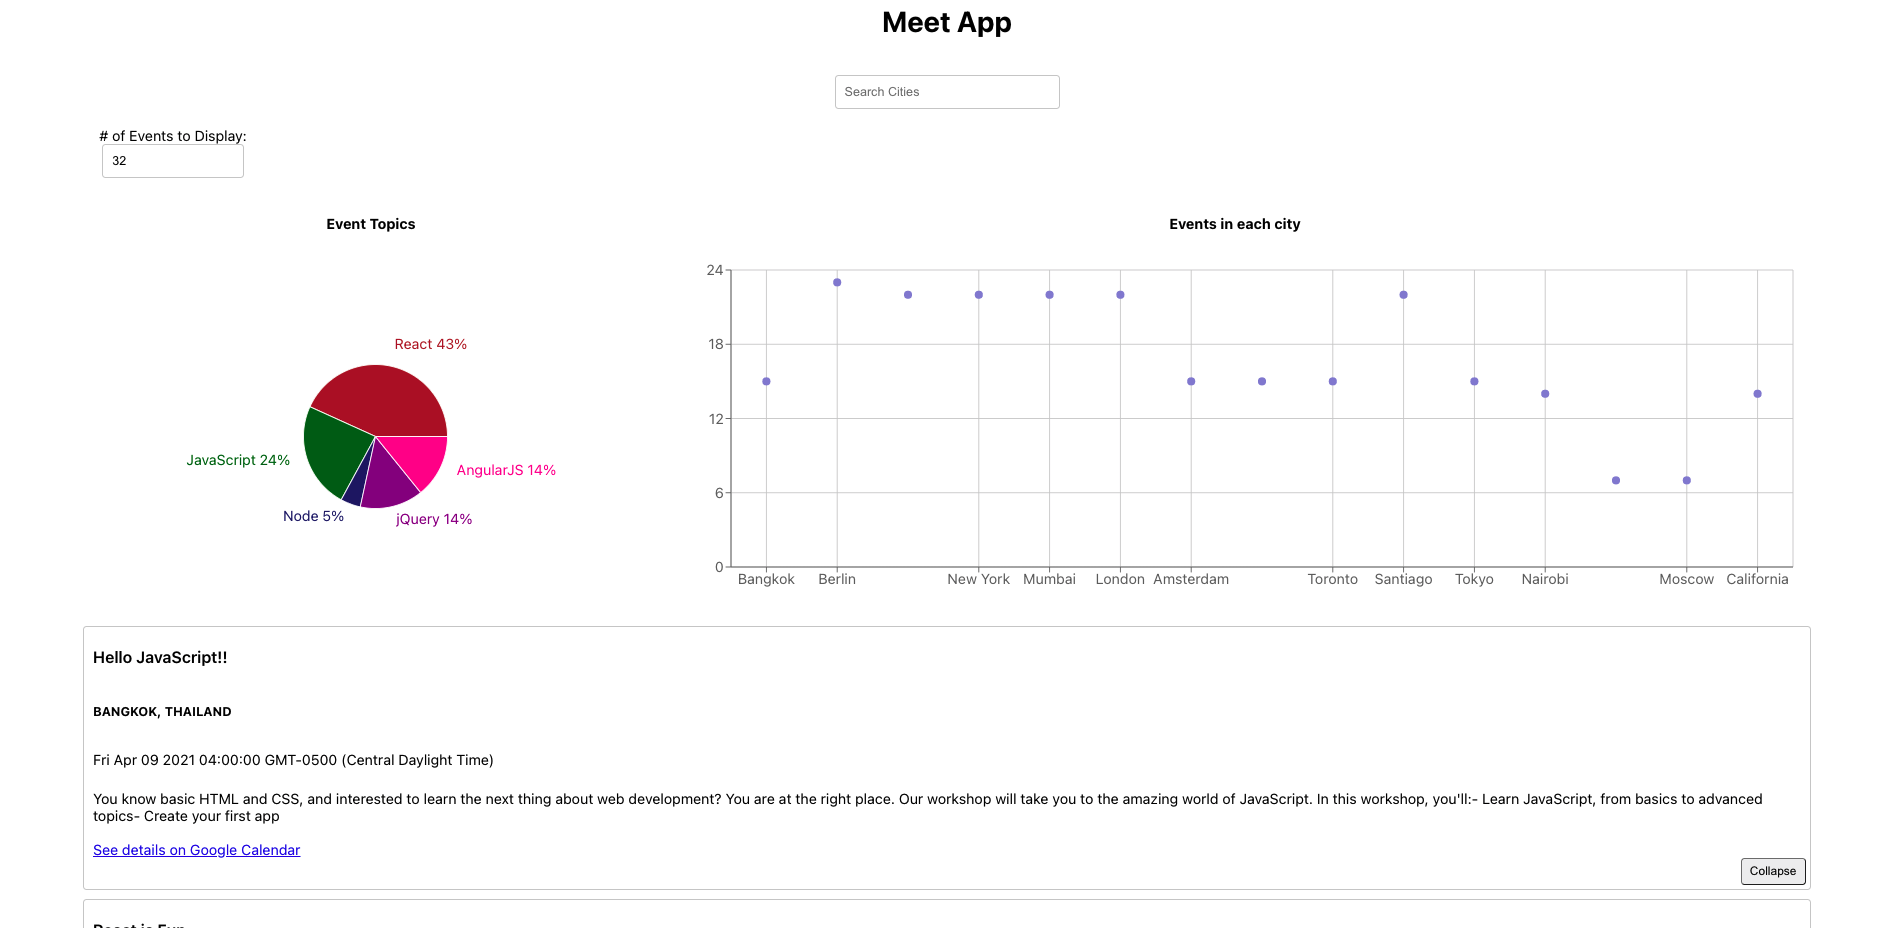 Meet App
Search Cities
# of Events to Display:
32
Event Topics
React 43%
JavaScript 24%
AngularJS 14%
Node 5%
jQuery 14%
Events in each city
24
18
12
6
0
Bangkok Berlin New York Mumbai London Amsterdam Toronto Santiago Tokyo Nairobi Moscow California
Hello JavaScript!!
BANGKOK, THAILAND
Fri Apr 09 2021 04:00:00 GMT-0500 (Central Daylight Time)
You know basic HTML and CSS, and interested to learn the next thing about web development? You are at the right place. Our workshop will take you to the amazing world of JavaScript. In this workshop, you'll:- Learn JavaScript, from basics to advanced
topics- Create your first app
See details on Google Calendar
Collapse
React is Fun